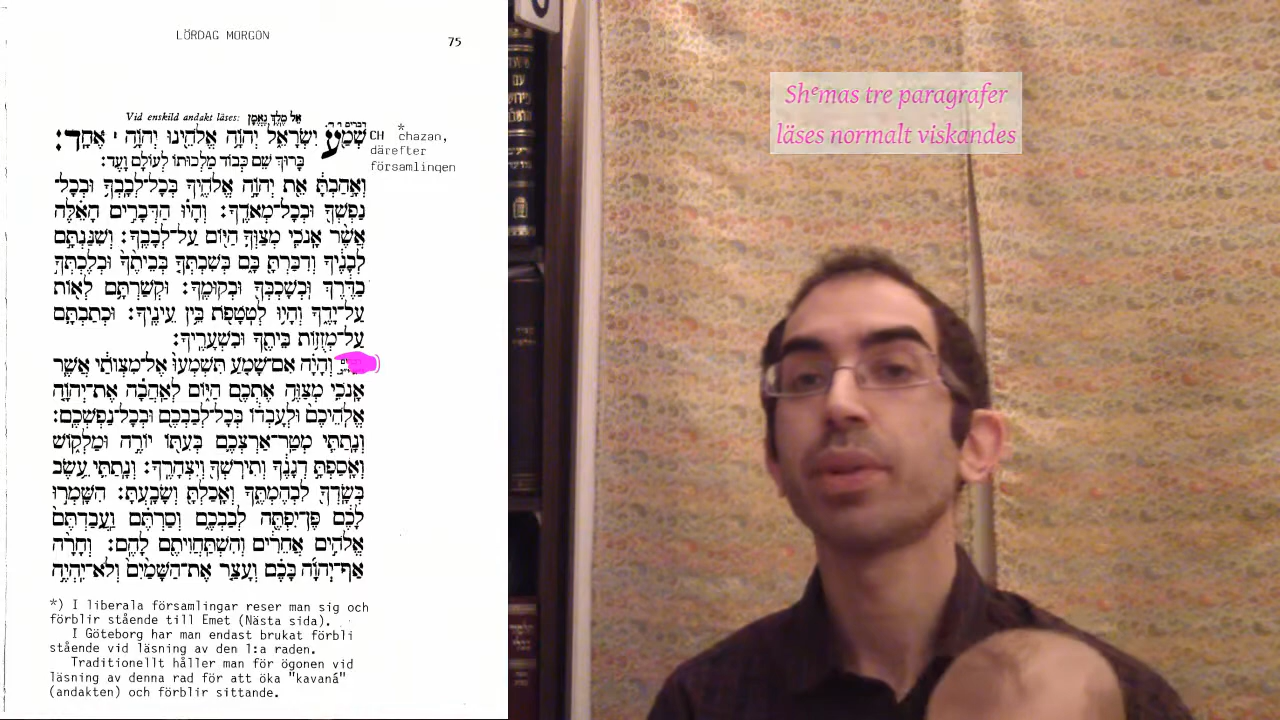 LÖRDAG MORGON
75
Vid enskild andakt läses: אֵל מֶלֶךְ נֶאֱמָן
שְׁמַע יִשְׂרָאֵל יְהוָֹה אֱלֹהֵינוּ יְהוָֹה ׀ אֶחָד:
בָּרוּךְ שֵׁם כְּבוֹד מַלְכוּתוֹ לְעוֹלָם וָעֶד:
*
CH chazan,
därefter
församlingen
וְאָהַבְתָּ אֵת יְהוָֹה אֱלֹהֶיךָ בְּכָל־לְבָבְךָ וּבְכָל־
נַפְשְׁךָ וּבְכָל־מְאֹדֶךָ: וְהָיוּ הַדְּבָרִים הָאֵלֶּה
אֲשֶׁר אָנֹכִי מְצַוְּךָ הַיּוֹם עַל־לְבָבֶךָ: וְשִׁנַּנְתָּם
לְבָנֶיךָ וְדִבַּרְתָּ בָּם בְּשִׁבְתְּךָ בְּבֵיתֶךָ וּבְלֶכְתְּךָ
בַדֶּרֶךְ וּבְשָׁכְבְּךָ וּבְקוּמֶךָ: וּקְשַׁרְתָּם לְאוֹת
עַל־יָדֶךָ וְהָיוּ לְטֹטָפֹת בֵּין עֵינֶיךָ: וּכְתַבְתָּם
עַל־מְזֻזוֹת בֵּיתֶךָ וּבִשְׁעָרֶיךָ:
וְהָיָה אִם־שָׁמֹעַ תִּשְׁמְעוּ אֶל־מִצְוֹתַי אֲשֶׁר
אָנֹכִי מְצַוֶּה אֶתְכֶם הַיּוֹם לְאַהֲבָה אֶת־יְהוָֹה
אֱלֹהֵיכֶם וּלְעָבְדוֹ בְּכָל־לְבַבְכֶם וּבְכָל־נַפְשְׁכֶם:
וְנָתַתִּי מְטַר־אַרְצְכֶם בְּעִתּוֹ יוֹרֶה וּמַלְקוֹשׁ
וְאָסַפְתָּ דְגָנֶךָ וְתִירֹשְׁךָ וְיִצְהָרֶךָ: וְנָתַתִּי עֵשֶׂב
בְּשָׂדְךָ לִבְהֶמְתֶּךָ וְאָכַלְתָּ וְשָׂבָעְתָּ: הִשָּׁמְרוּ
לָכֶם פֶּן־יִפְתֶּה לְבַבְכֶם וְסַרְתֶּם וַעֲבַדְתֶּם
אֱלֹהִים אֲחֵרִים וְהִשְׁתַּחֲוִיתֶם לָהֶם: וְחָרָה
אַף־יְהוָֹה בָּכֶם וְעָצַר אֶת־הַשָּׁמַיִם וְלֹא־יִהְיֶה
*) I liberala församlingar reser man sig och
förblir stående till Emet (Nästa sida).
I Göteborg har man endast brukat förbli
stående vid läsning av den 1:a raden.
Traditionellt håller man för ögonen vid
läsning av denna rad för att öka "kavaná"
(andakten) och förblir sittande.
Shᵉmas tre paragrafer
läses normalt viskandes